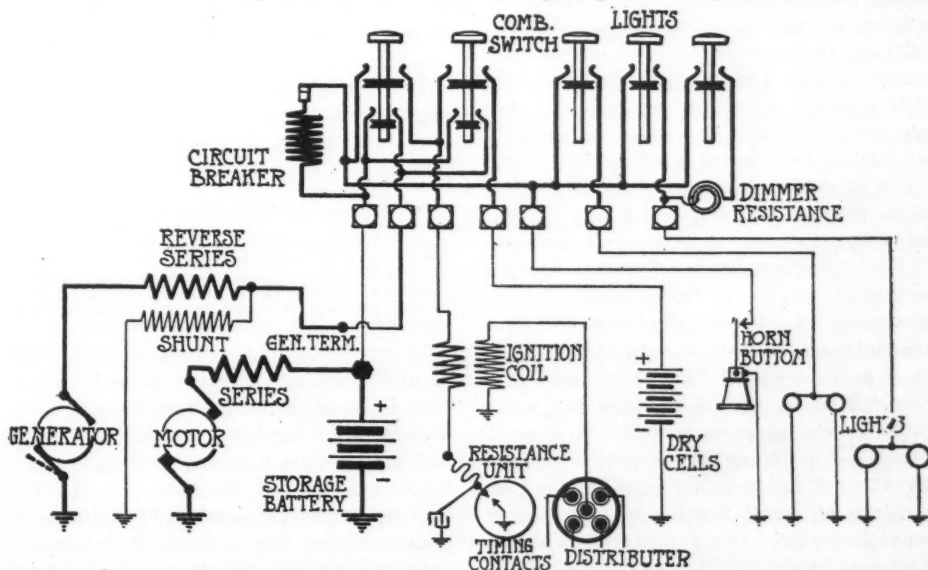 COMB.
SWITCH
LIGHTS
CIRCUIT
BREAKER
DIMMER
RESISTANCE
REVERSE
SERIES
SHUNT
GEN. TERM.
SERIES
IGNITION
COIL
HORN
BUTTON
GENERATOR
MOTOR
STORAGE
BATTERY
RESISTANCE
UNIT
DRY
CELLS
TIMING
CONTACTS
DISTRIBUTER